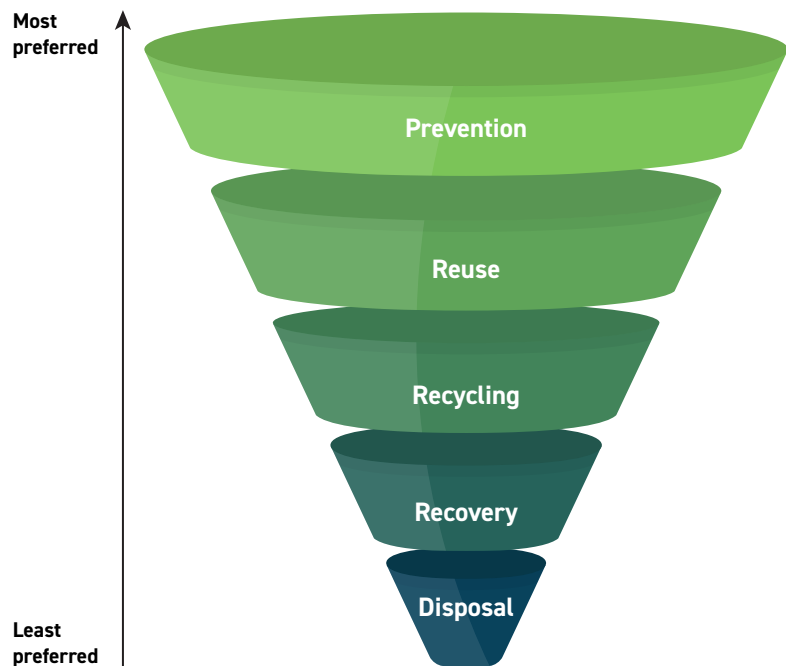 Most
preferred
Prevention
Reuse
Recycling
Recovery
Disposal
Least
preferred